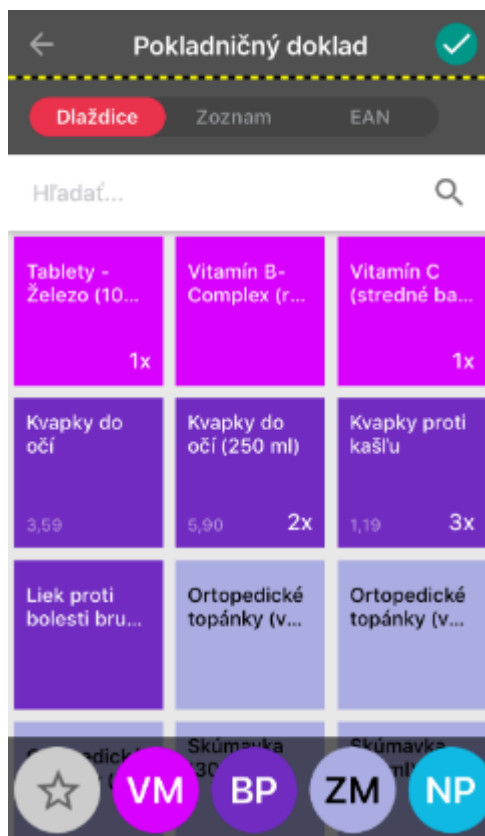 Pokladničný doklad
Dlaždice Zoznam EAN
Hľadať...
Tablety -
Železo (10...
1x
Vitamín B-
Complex (r...
Vitamín C
(stredné ba...
1x
Kvapky do
očí
3,59
Kvapky do
očí (250 ml)
5,90 2x
Kvapky proti
kašľu
1,19 3x
Liek proti
bolesti bru...
Ortopedické
topánky (v...
Ortopedické
topánky (v...
Skúmavka
Skúmavka
VM BP ZM NP